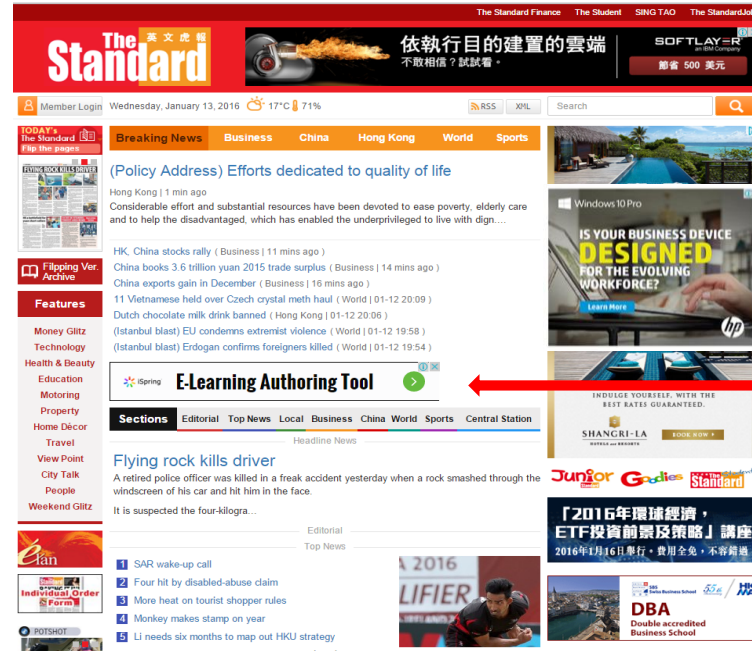 The Standard Finance The Student SING TAO The StandardJo
The Standard
英文虎報
依執行目的建置的雲端
不敢相信？試試看。
SOFTLAYER
an IBM Company
節省 500 美元
Member Login Wednesday, January 13, 2016 17°C 71% RSS XML Search
TODAY's
The Standard
Flip the pages
FLYING ROCK KILLS DRIVER
Flipping Ver.
Archive
Features
Money Glitz
Technology
Health & Beauty
Education
Motoring
Property
Home Décor
Travel
View Point
City Talk
People
Weekend Glitz
élan
Individual Order
Form
POTSHOT
Breaking News Business China Hong Kong World Sports
(Policy Address) Efforts dedicated to quality of life
Hong Kong | 1 min ago
Considerable effort and substantial resources have been devoted to ease poverty, elderly care
and to help the disadvantaged, which has enabled the underprivileged to live with dign....
HK, China stocks rally ( Business | 11 mins ago )
China books 3.6 trillion yuan 2015 trade surplus ( Business | 14 mins ago )
China exports gain in December ( Business | 16 mins ago )
11 Vietnamese held over Czech crystal meth haul ( World | 01-12 20:09 )
Dutch chocolate milk drink banned ( Hong Kong | 01-12 20:06 )
(Istanbul blast) EU condemns extremist violence ( World | 01-12 19:58 )
(Istanbul blast) Erdogan confirms foreigners killed ( World | 01-12 19:54 )
iSpring E-Learning Authoring Tool
Sections Editorial Top News Local Business China World Sports Central Station
Headline News
Flying rock kills driver
A retired police officer was killed in a freak accident yesterday when a rock smashed through the
windscreen of his car and hit him in the face.
It is suspected the four-kilogra...
Editorial
Top News
1 SAR wake-up call
2 Four hit by disabled-abuse claim
3 More heat on tourist shopper rules
4 Monkey makes stamp on year
5 Li needs six months to map out HKU strategy
A 2016
LIFIER
Windows 10 Pro
IS YOUR BUSINESS DEVICE
DESIGNED
FOR THE EVOLVING
WORKFORCE?
Learn More
hp
INDULGE YOURSELF, WITH THE
BEST RATES GUARANTEED.
SHANGRI-LA
HOTELS and RESORTS
BOOK NOW
Junior Goodies Student Standard
「2016年環球經濟，
ETF投資前景及策略」講座
2016年1月16日舉行。費用全免，不容錯過
SBS
Swiss Business School
55
DBA
Double accredited
Business School